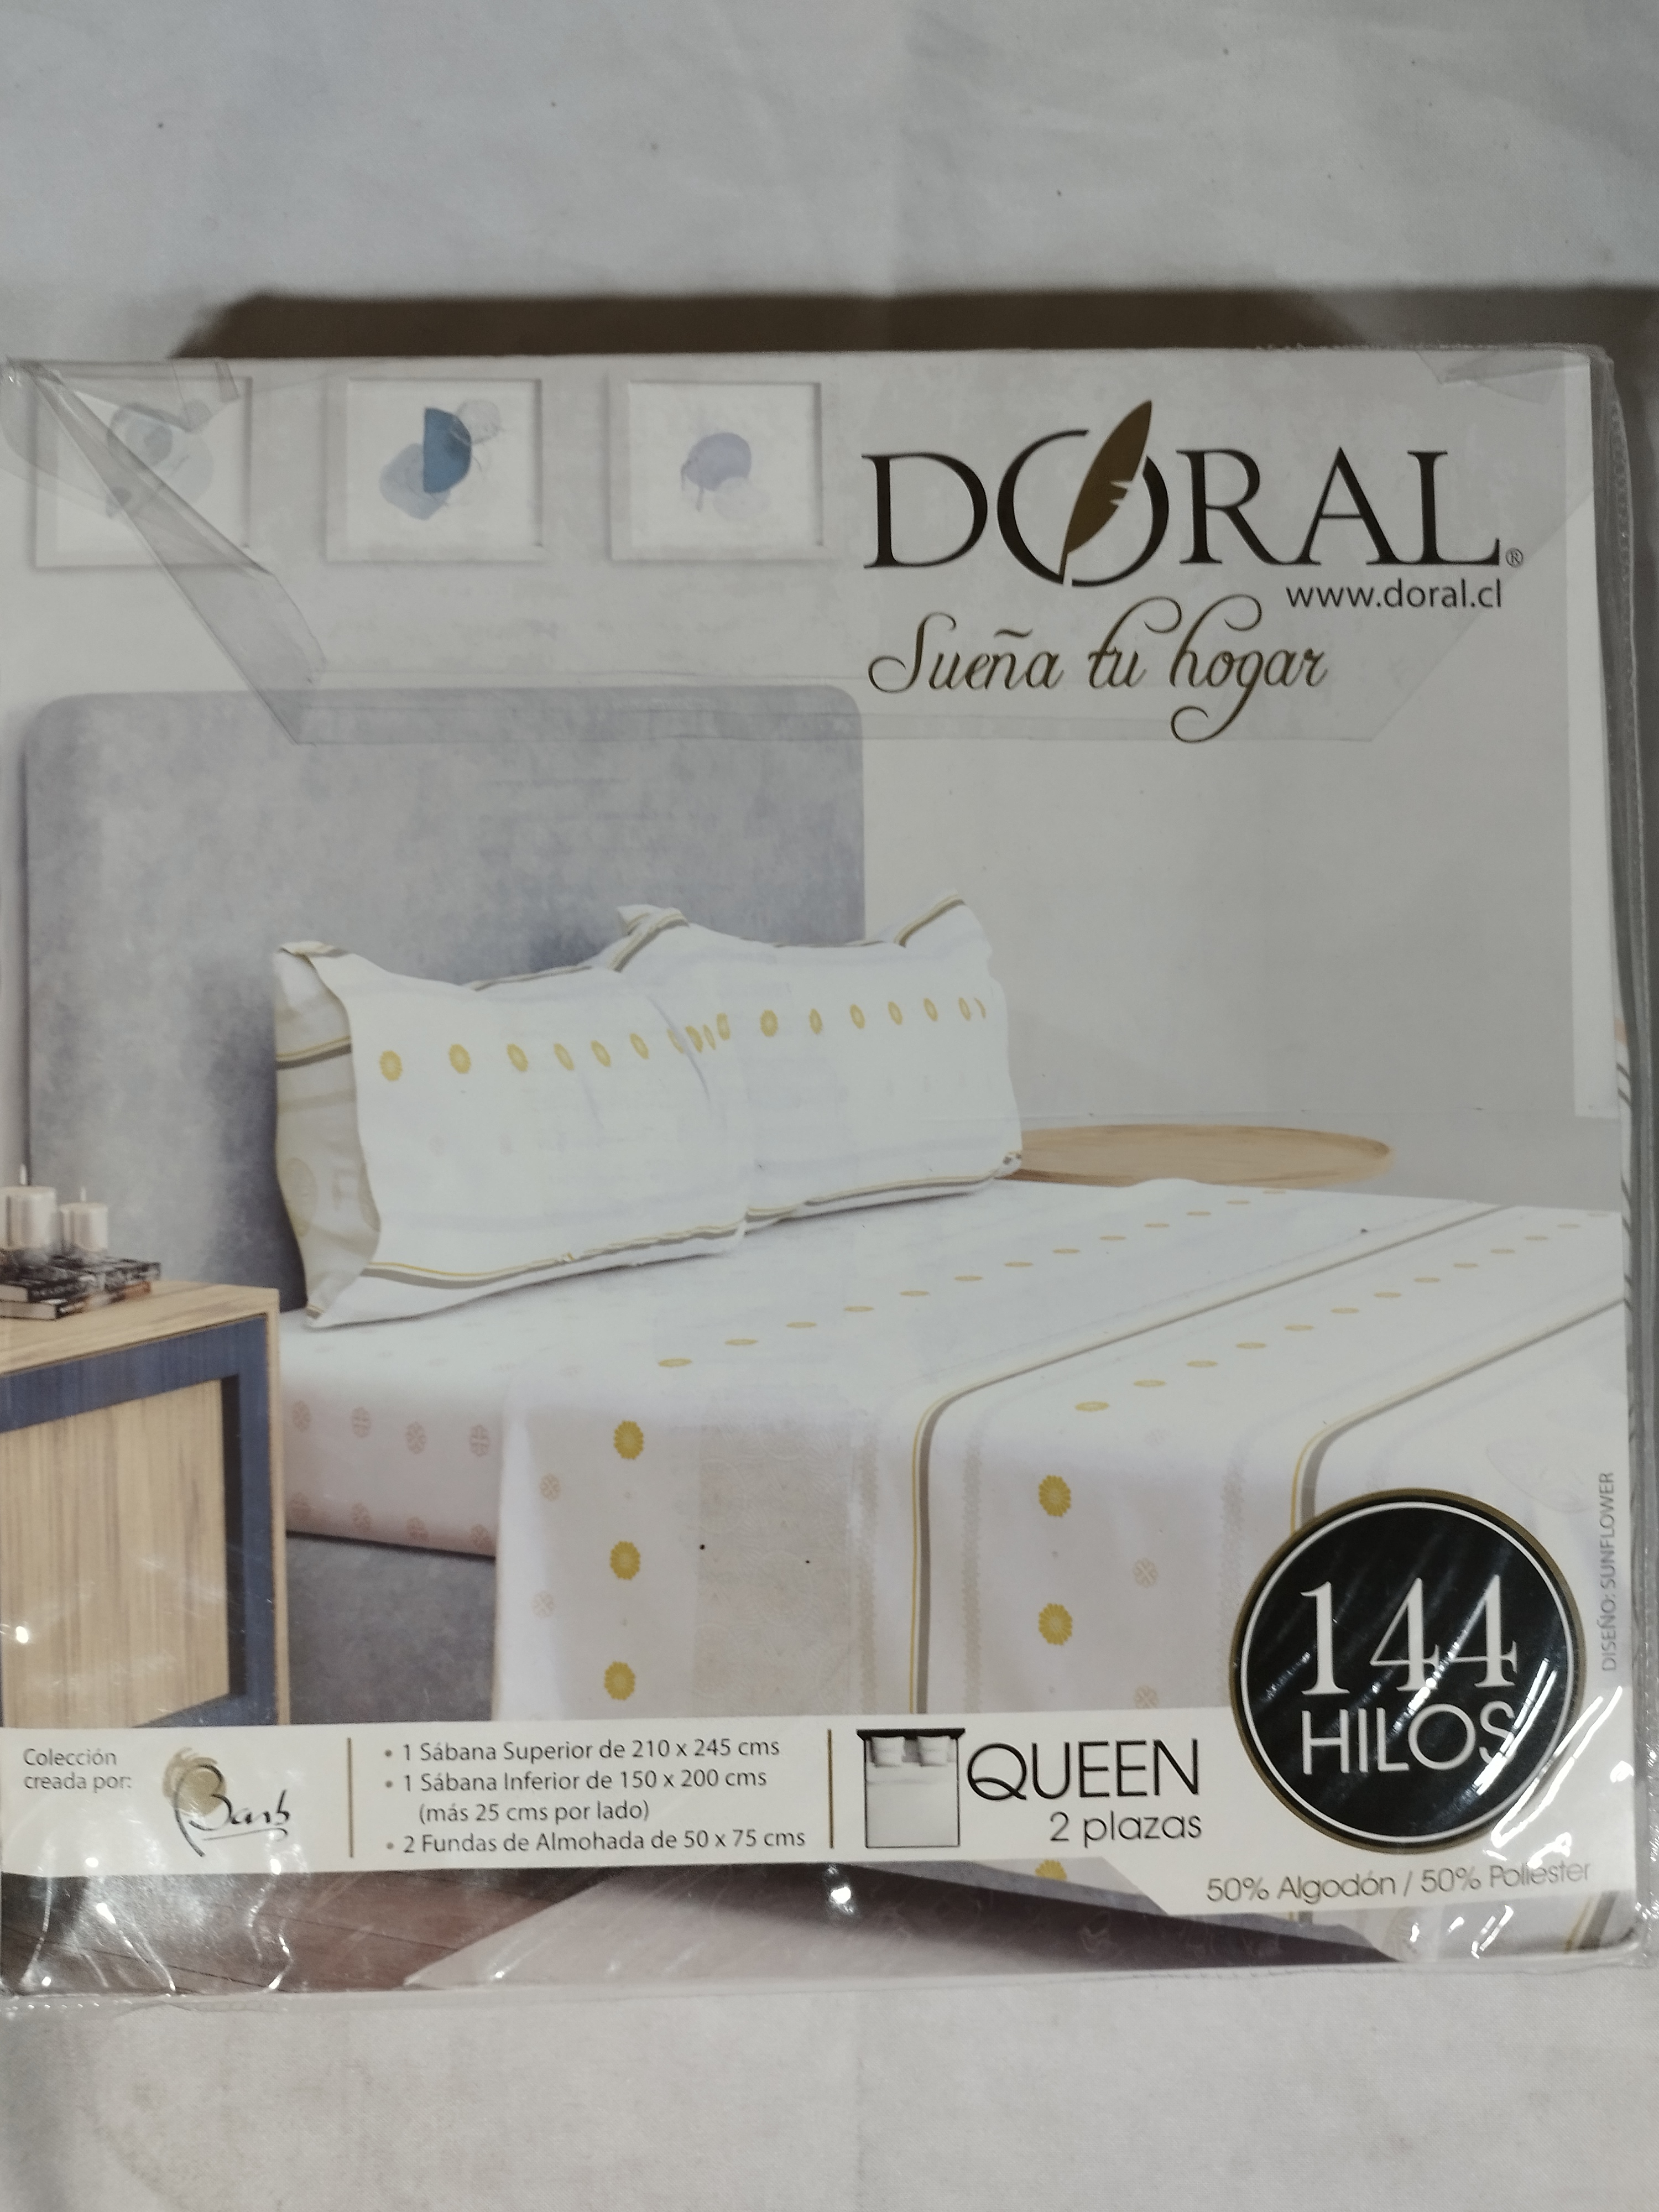 DORAL®
www.doral.cl
Sueña tu hogar
DISEÑO: SUNFLOWER
144
HILOS
Colección
creada por:
Barb
• 1 Sábana Superior de 210 x 245 cms
• 1 Sábana Inferior de 150 x 200 cms
(más 25 cms por lado)
• 2 Fundas de Almohada de 50 x 75 cms
QUEEN
2 plazas
50% Algodón / 50% Poliéster